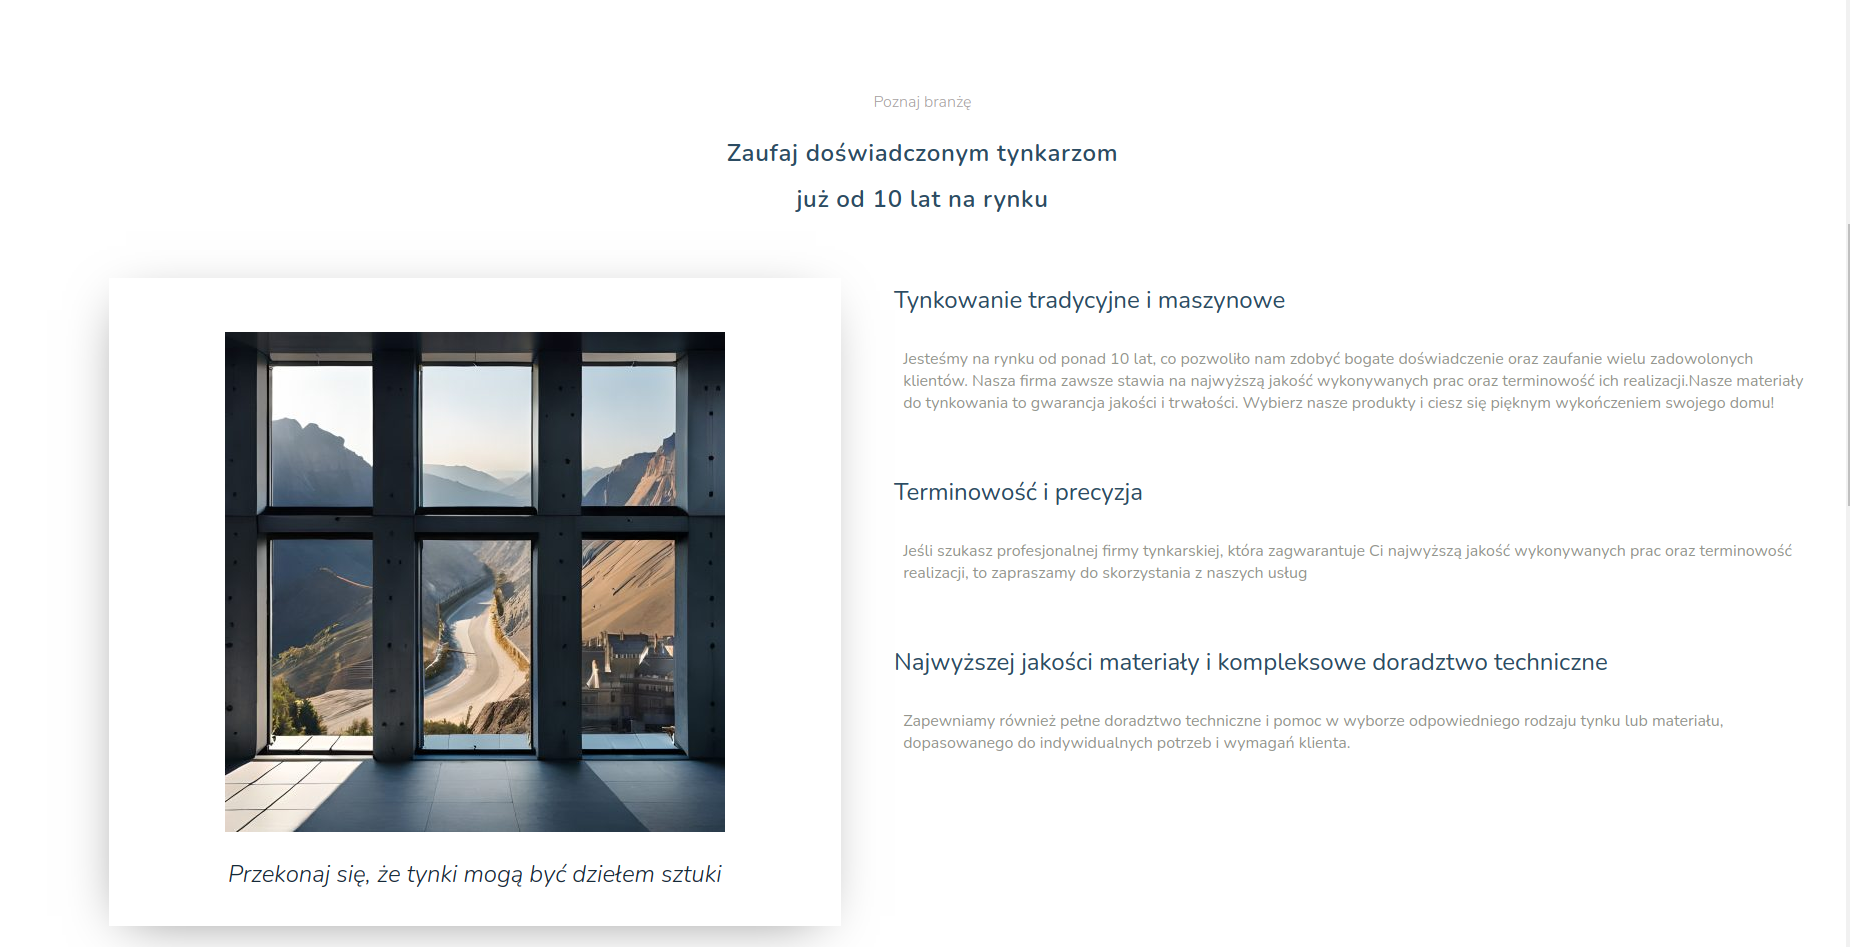 Poznaj branżę
Zaufaj doświadczonym tynkarzom
już od 10 lat na rynku
Przekonaj się, że tynki mogą być dziełem sztuki
Tynkowanie tradycyjne i maszynowe
Jesteśmy na rynku od ponad 10 lat, co pozwoliło nam zdobyć bogate doświadczenie oraz zaufanie wielu zadowolonych
klientów. Nasza firma zawsze stawia na najwyższą jakość wykonywanych prac oraz terminowość ich realizacji.Nasze materiały
do tynkowania to gwarancja jakości i trwałości. Wybierz nasze produkty i ciesz się pięknym wykończeniem swojego domu!
Terminowość i precyzja
Jeśli szukasz profesjonalnej firmy tynkarskiej, która zagwarantuje Ci najwyższą jakość wykonywanych prac oraz terminowość
realizacji, to zapraszamy do skorzystania z naszych usług
Najwyższej jakości materiały i kompleksowe doradztwo techniczne
Zapewniamy również pełne doradztwo techniczne i pomoc w wyborze odpowiedniego rodzaju tynku lub materiału,
dopasowanego do indywidualnych potrzeb i wymagań klienta.